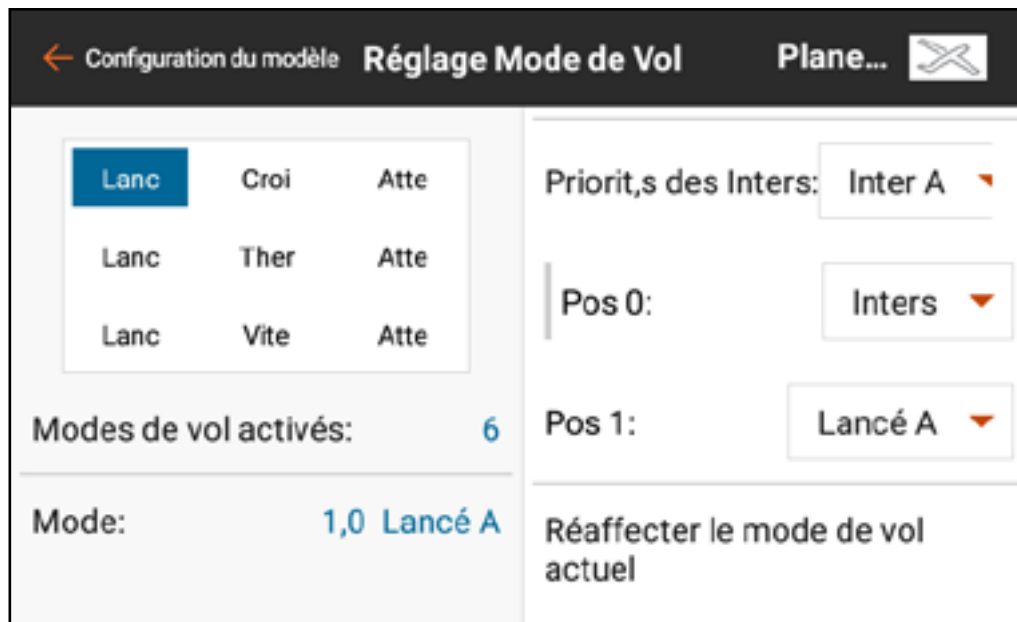 Configuration du modèle Réglage Mode de Vol Plane...
Lanc Croi Atte
Lanc Ther Atte
Lanc Vite Atte
Modes de vol activés: 6
Mode: 1,0 Lancé A
Priorit,s des Inters: Inter A
Pos 0: Inters
Pos 1: Lancé A
Réaffecter le mode de vol
actuel